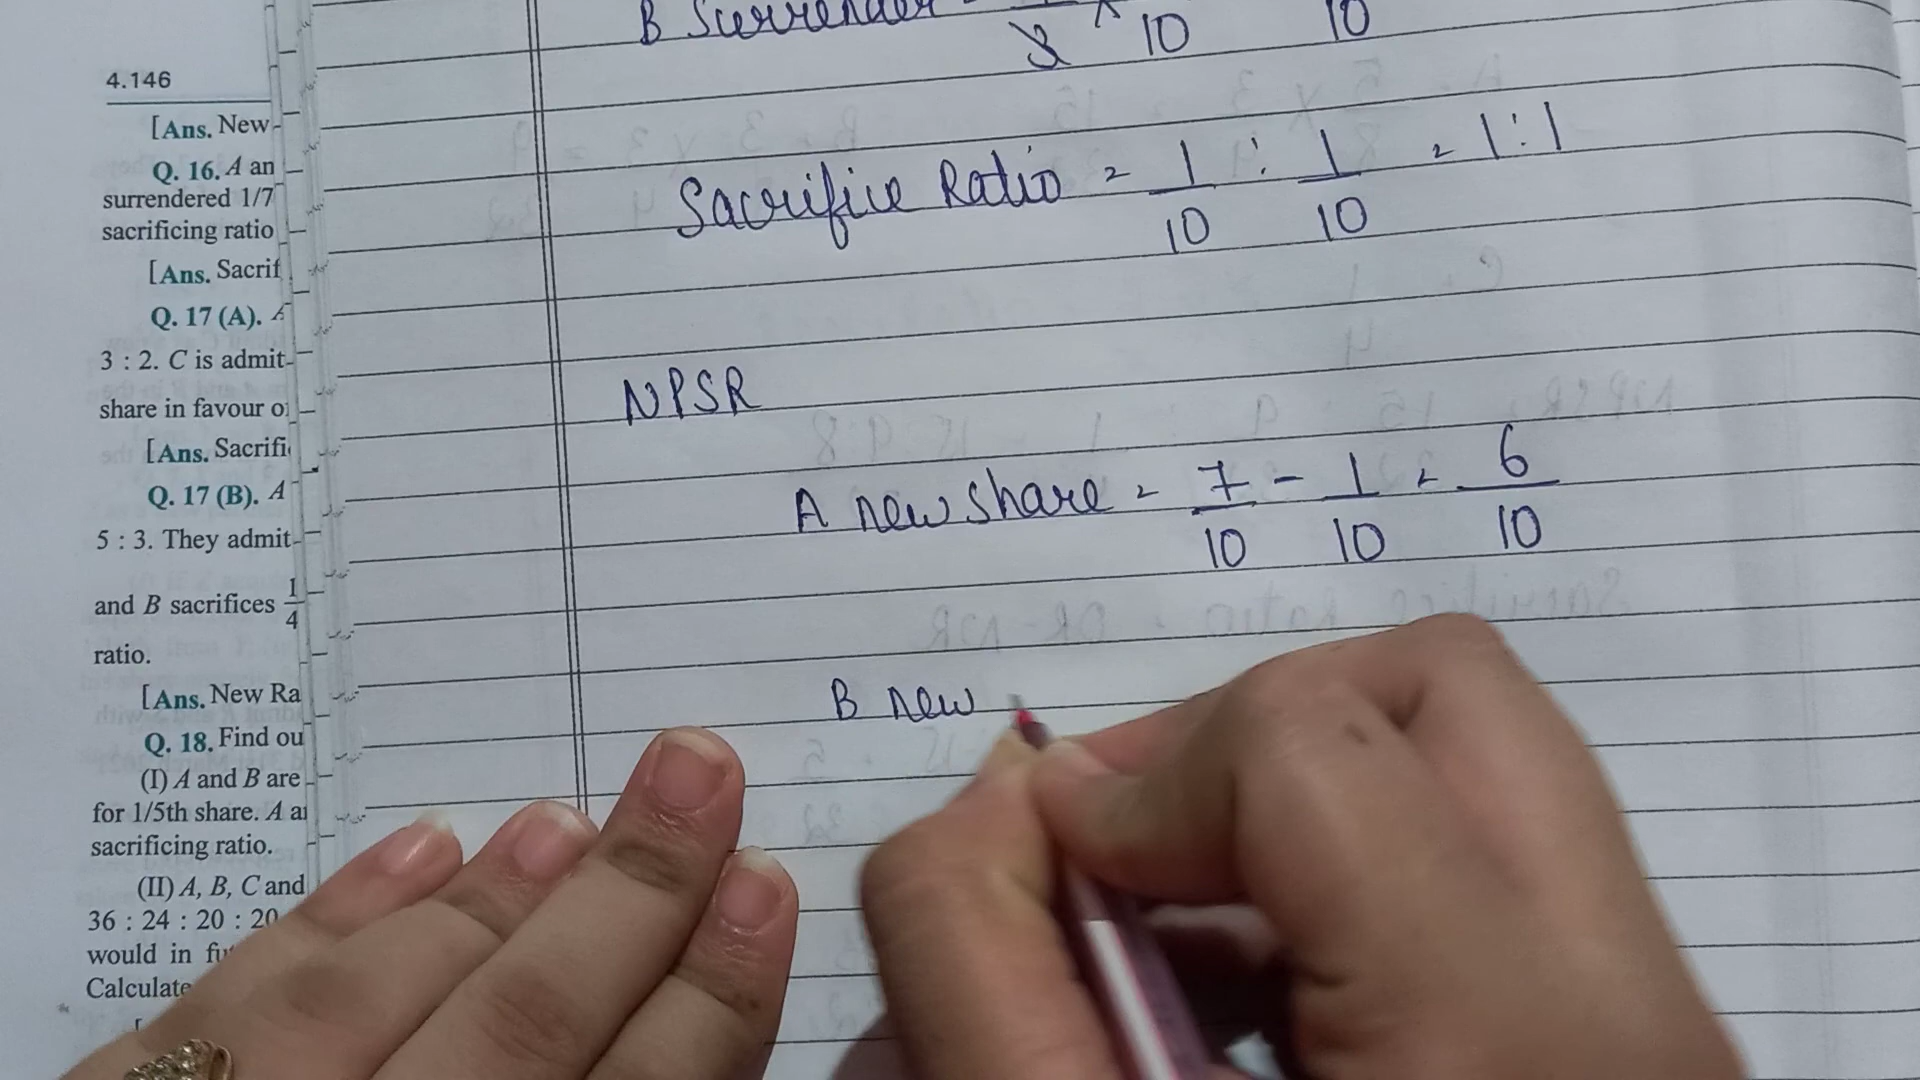 4.146
[Ans. New
Q. 16. A an
surrendered 1/7
sacrificing ratio
[Ans. Sacrif
Q. 17 (A). A
3 : 2. C is admit
share in favour o
[Ans. Sacrifi
Q. 17 (B). A
5 : 3. They admit
and B sacrifices 1/4
ratio.
[Ans. New Ra
Q. 18. Find ou
(I) A and B are
for 1/5th share. A a
sacrificing ratio.
(II) A, B, C and
36 : 24 : 20 : 20
would in fu
Calculate
B Surrender
3 × 10 10
Sacrifice Ratio = 1/10 : 1/10 = 1:1
NPSR
A new share = 7/10 - 1/10 = 6/10
B new